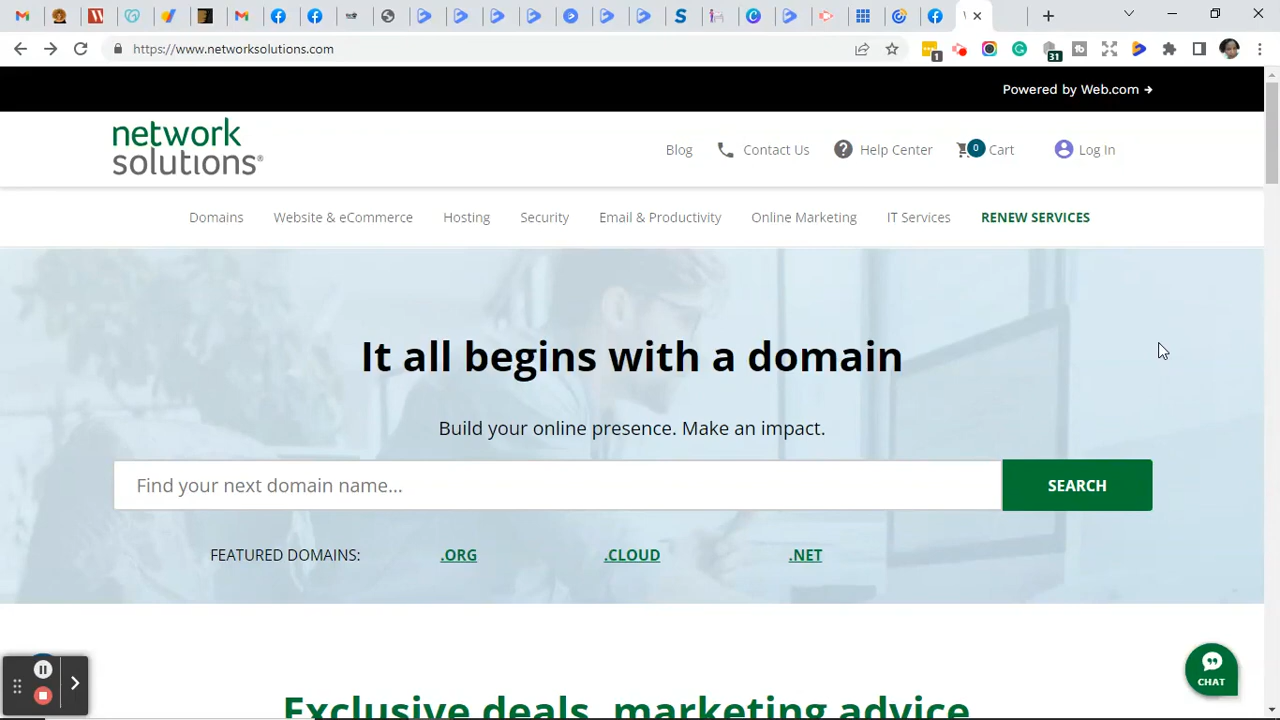 https://www.networksolutions.com
1
31
Powered by Web.com →
network
solutions®
Blog
Contact Us
Help Center
0
Cart
Log In
Domains
Website & eCommerce
Hosting
Security
Email & Productivity
Online Marketing
IT Services
RENEW SERVICES
It all begins with a domain
Build your online presence. Make an impact.
Find your next domain name...
SEARCH
FEATURED DOMAINS:
.ORG
.CLOUD
.NET
CHAT
Exclusive deals, marketing advice